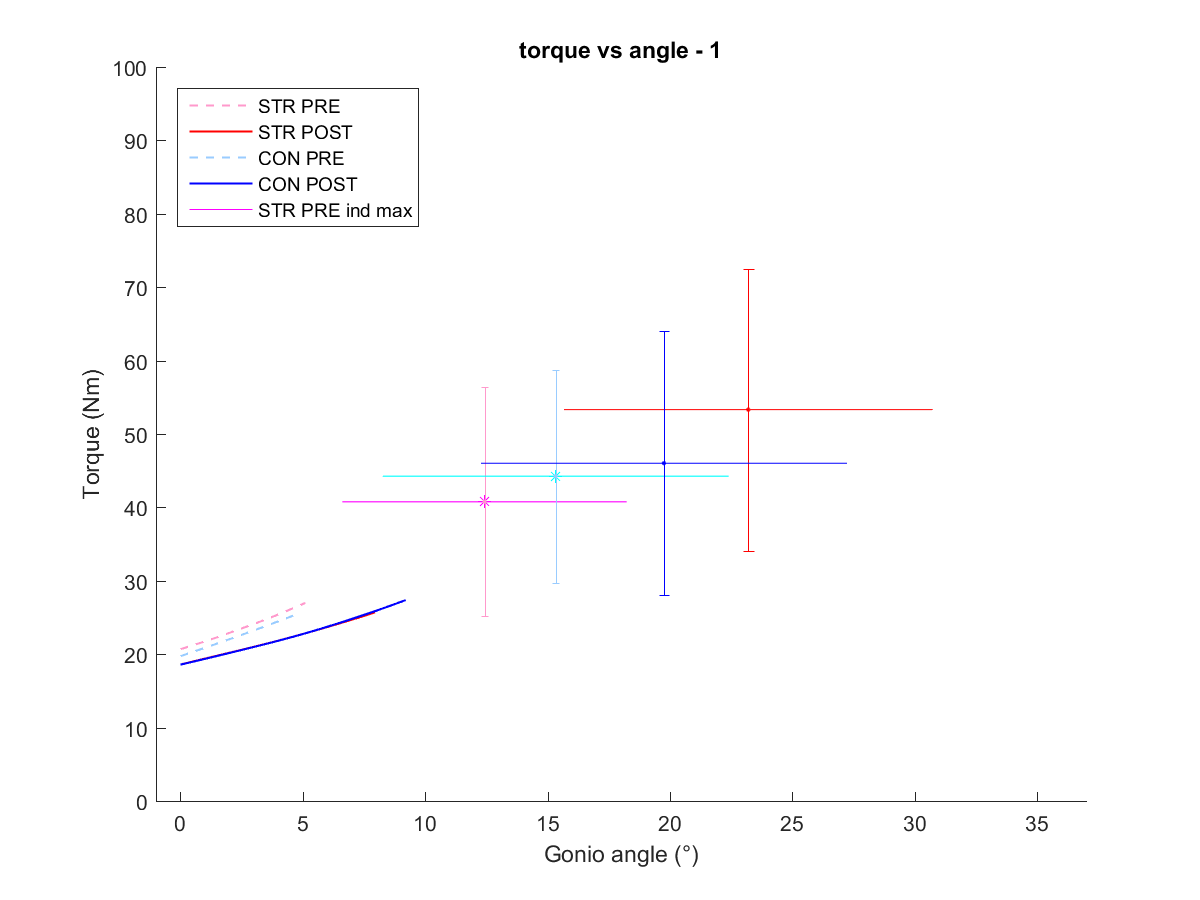 torque vs angle - 1
100
90
80
70
60
50
40
30
20
10
0
Torque (Nm)
STR PRE
STR POST
CON PRE
CON POST
STR PRE ind max
0 5 10 15 20 25 30 35
Gonio angle (°)